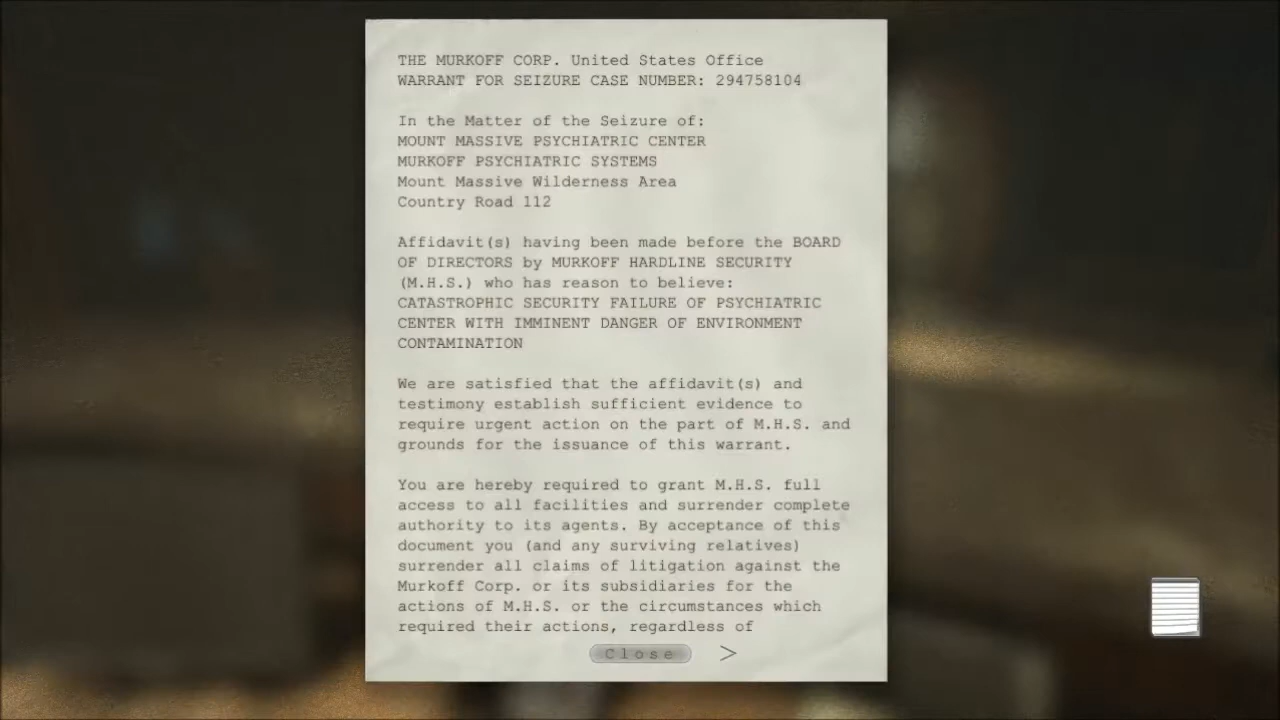 THE MURKOFF CORP. United States Office
WARRANT FOR SEIZURE CASE NUMBER: 294758104
In the Matter of the Seizure of:
MOUNT MASSIVE PSYCHIATRIC CENTER
MURKOFF PSYCHIATRIC SYSTEMS
Mount Massive Wilderness Area
Country Road 112
Affidavit(s) having been made before the BOARD
OF DIRECTORS by MURKOFF HARDLINE SECURITY
(M.H.S.) who has reason to believe:
CATASTROPHIC SECURITY FAILURE OF PSYCHIATRIC
CENTER WITH IMMINENT DANGER OF ENVIRONMENT
CONTAMINATION
We are satisfied that the affidavit(s) and
testimony establish sufficient evidence to
require urgent action on the part of M.H.S. and
grounds for the issuance of this warrant.
You are hereby required to grant M.H.S. full
access to all facilities and surrender complete
authority to its agents. By acceptance of this
document you (and any surviving relatives)
surrender all claims of litigation against the
Murkoff Corp. or its subsidiaries for the
actions of M.H.S. or the circumstances which
required their actions, regardless of
Close >